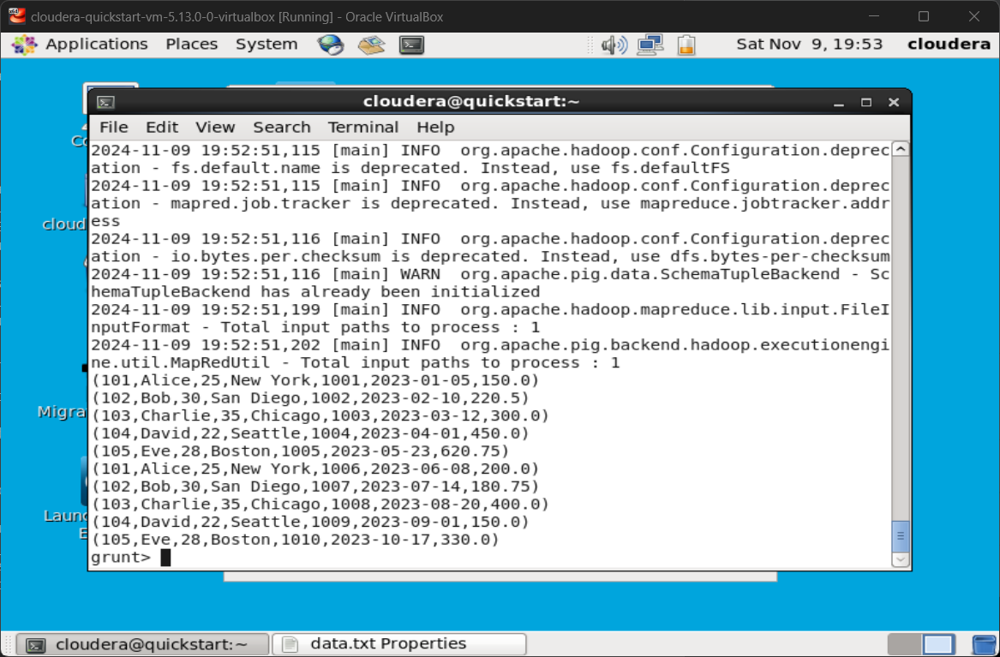 cloudera-quickstart-vm-5.13.0-0-virtualbox [Running] - Oracle VirtualBox
Applications Places System Sat Nov 9, 19:53 cloudera
cloudera@quickstart:~
File Edit View Search Terminal Help
2024-11-09 19:52:51,115 [main] INFO  org.apache.hadoop.conf.Configuration.deprec
ation - fs.default.name is deprecated. Instead, use fs.defaultFS
2024-11-09 19:52:51,115 [main] INFO  org.apache.hadoop.conf.Configuration.deprec
ation - mapred.job.tracker is deprecated. Instead, use mapreduce.jobtracker.addr
ess
2024-11-09 19:52:51,116 [main] INFO  org.apache.hadoop.conf.Configuration.deprec
ation - io.bytes.per.checksum is deprecated. Instead, use dfs.bytes-per-checksum
2024-11-09 19:52:51,116 [main] WARN  org.apache.pig.data.SchemaTupleBackend - Sc
hemaTupleBackend has already been initialized
2024-11-09 19:52:51,199 [main] INFO  org.apache.hadoop.mapreduce.lib.input.FileI
nputFormat - Total input paths to process : 1
2024-11-09 19:52:51,202 [main] INFO  org.apache.pig.backend.hadoop.executionengi
ne.util.MapRedUtil - Total input paths to process : 1
(101,Alice,25,New York,1001,2023-01-05,150.0)
(102,Bob,30,San Diego,1002,2023-02-10,220.5)
(103,Charlie,35,Chicago,1003,2023-03-12,300.0)
(104,David,22,Seattle,1004,2023-04-01,450.0)
(105,Eve,28,Boston,1005,2023-05-23,620.75)
(101,Alice,25,New York,1006,2023-06-08,200.0)
(102,Bob,30,San Diego,1007,2023-07-14,180.75)
(103,Charlie,35,Chicago,1008,2023-08-20,400.0)
(104,David,22,Seattle,1009,2023-09-01,150.0)
(105,Eve,28,Boston,1010,2023-10-17,330.0)
grunt>
cloud
Migra
Laun
cloudera@quickstart:~ data.txt Properties